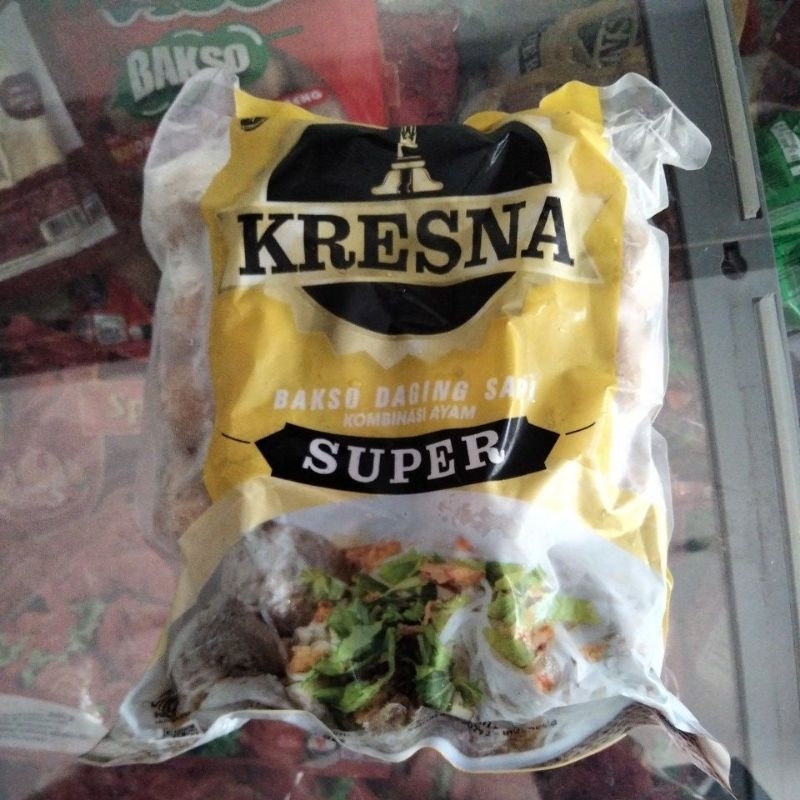 BAKSO
KRESNA
BAKSO DAGING SAPI
KOMBINASI AYAM
SUPER